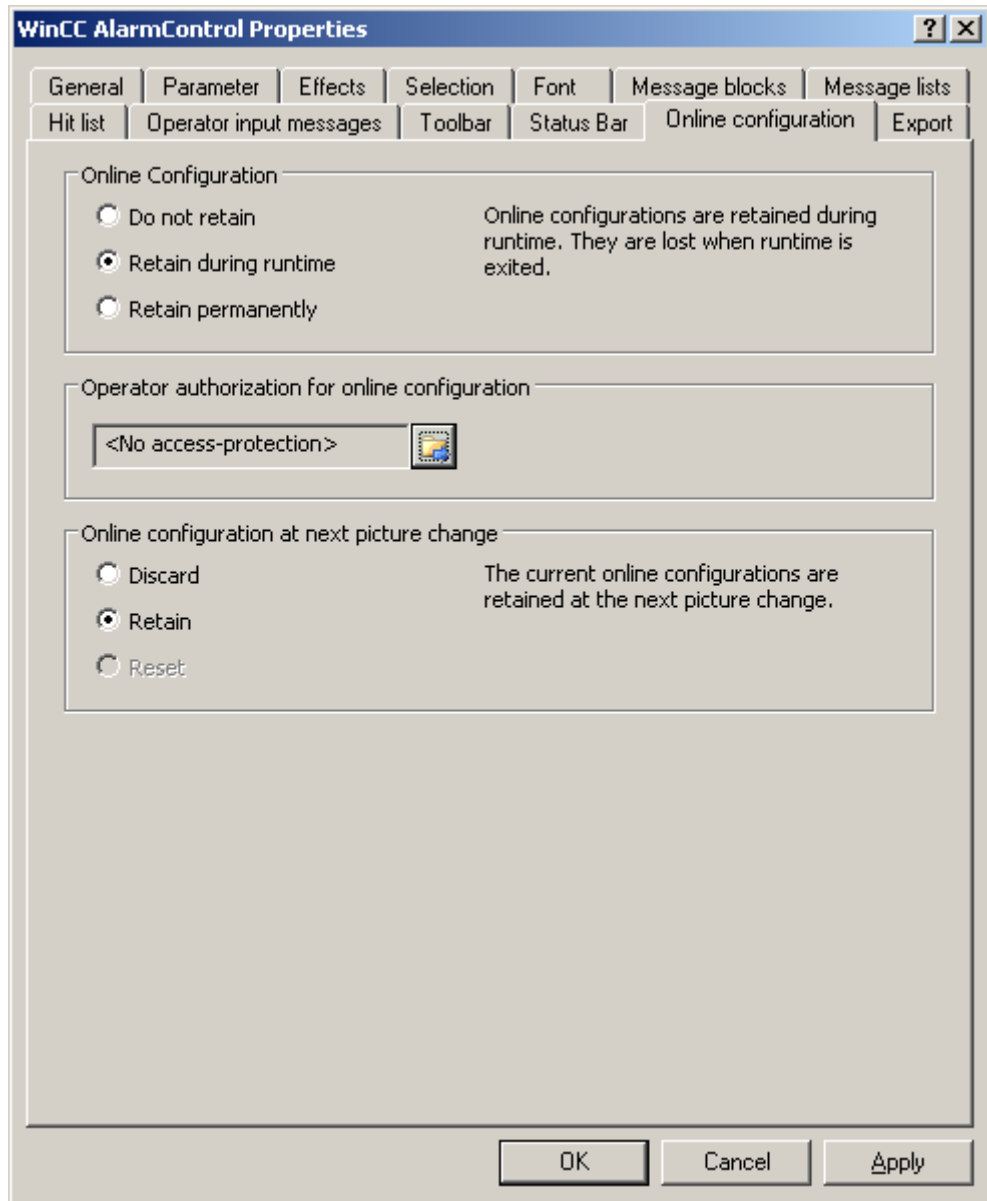 WinCC AlarmControl Properties
General Parameter Effects Selection Font Message blocks Message lists
Hit list Operator input messages Toolbar Status Bar Online configuration Export
Online Configuration
Do not retain
Retain during runtime
Retain permanently
Online configurations are retained during
runtime. They are lost when runtime is
exited.
Operator authorization for online configuration
<No access-protection>
Online configuration at next picture change
Discard
Retain
Reset
The current online configurations are
retained at the next picture change.
OK Cancel Apply